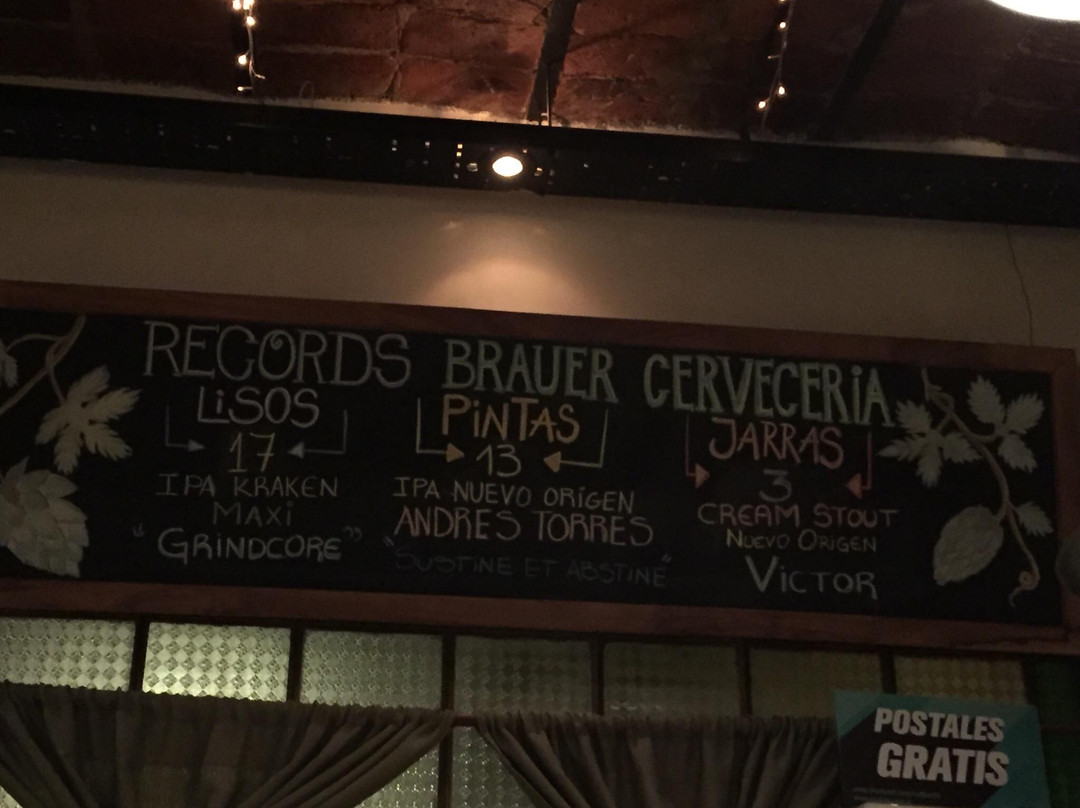 RECORDS BRAUER CERVECERiA
LiSOS
17
IPA KRAKEN
MAXi
"GRiNDCORE"
PiNTAS
13
IPA NUEVO ORiGEN
ANDRES TORRES
"SUSTINE ET ABSTINE"
JARRAS
3
CREAM STOUT
NUEVO ORiGEN
VICTOR
POSTALES
GRATIS